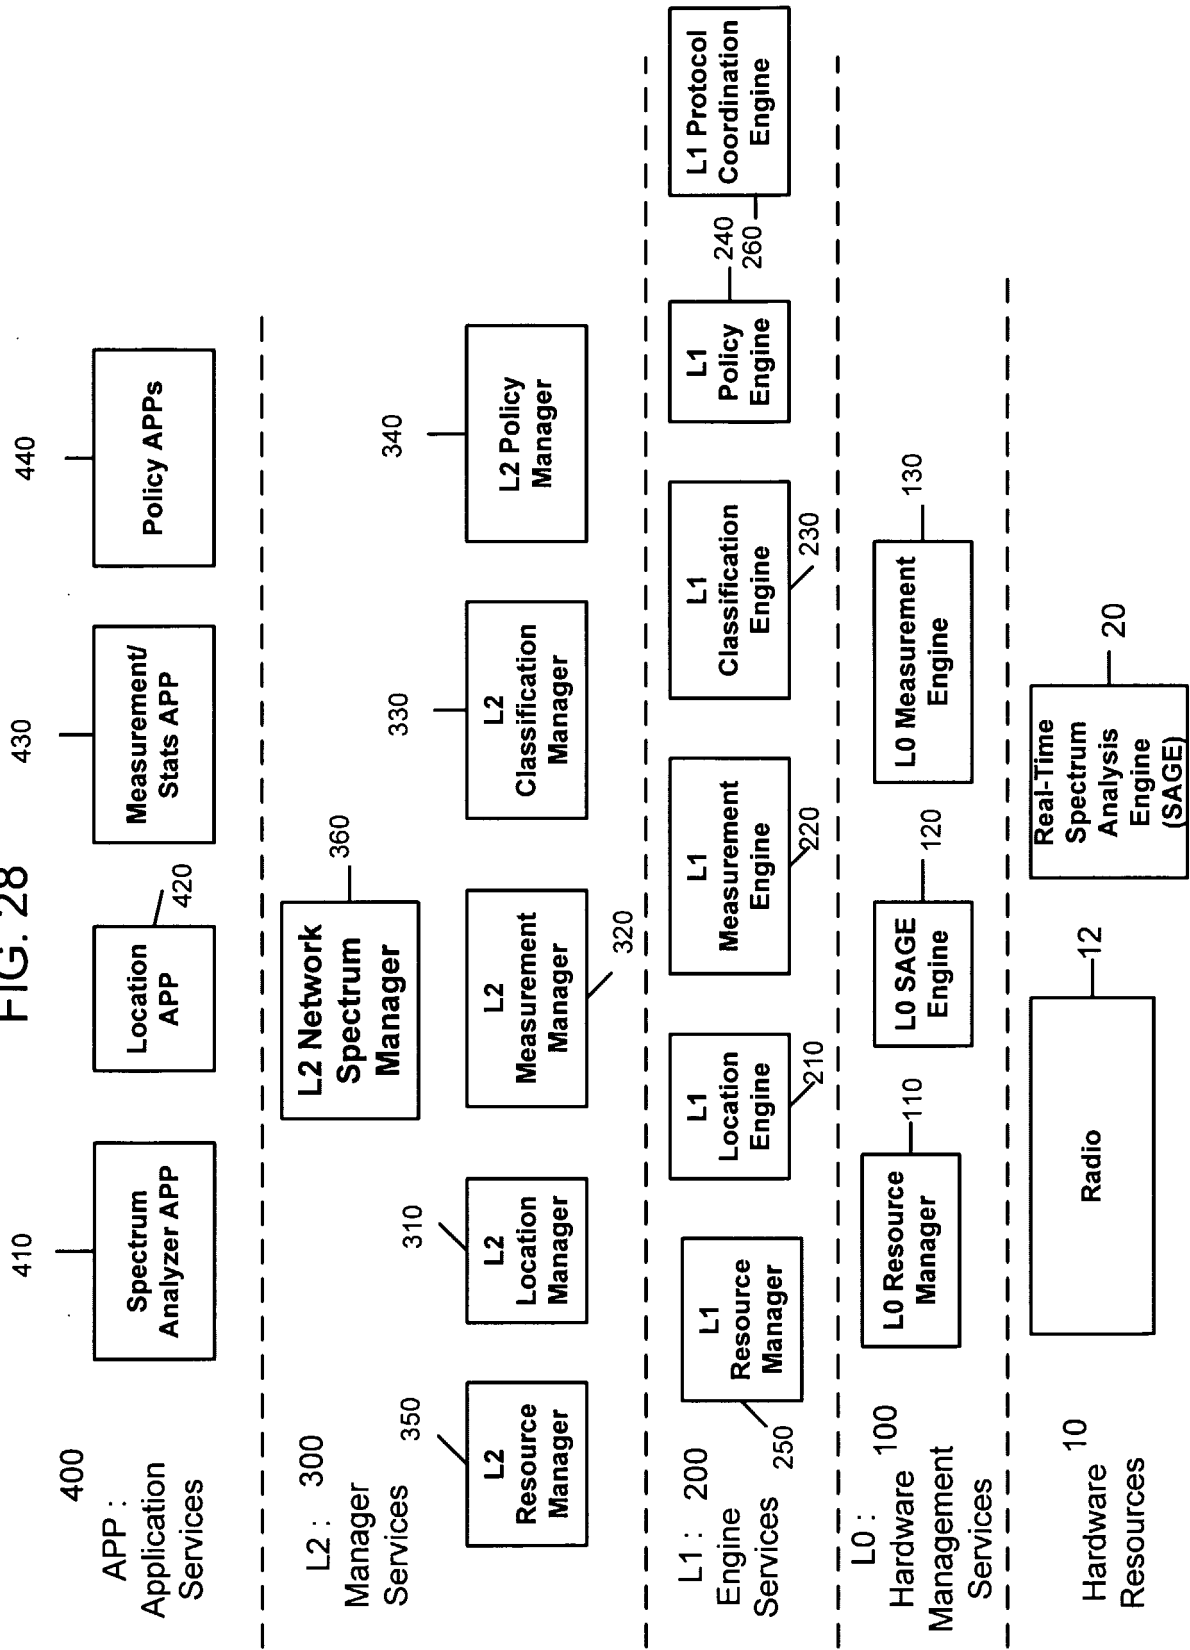 FIG. 28
400
APP :
Application
Services
410
Spectrum
Analyzer APP
Location
APP
420
430
Measurement/
Stats APP
440
Policy APPs
L2 : 300
Manager
Services
L2 Network
Spectrum
Manager
360
350
L2
Resource
Manager
310
L2
Location
Manager
L2
Measurement
Manager
320
330
L2
Classification
Manager
340
L2 Policy
Manager
L1 : 200
Engine
Services
L1
Resource
Manager
250
L1
Location
Engine
210
L1
Measurement
Engine
220
L1
Classification
Engine
230
L1
Policy
Engine
240
L1 Protocol
Coordination
Engine
260
L0 : 100
Hardware
Management
Services
L0 Resource
Manager
110
L0 SAGE
Engine
120
L0 Measurement
Engine
130
Hardware 10
Resources
Radio
12
Real-Time
Spectrum
Analysis
Engine
(SAGE)
20